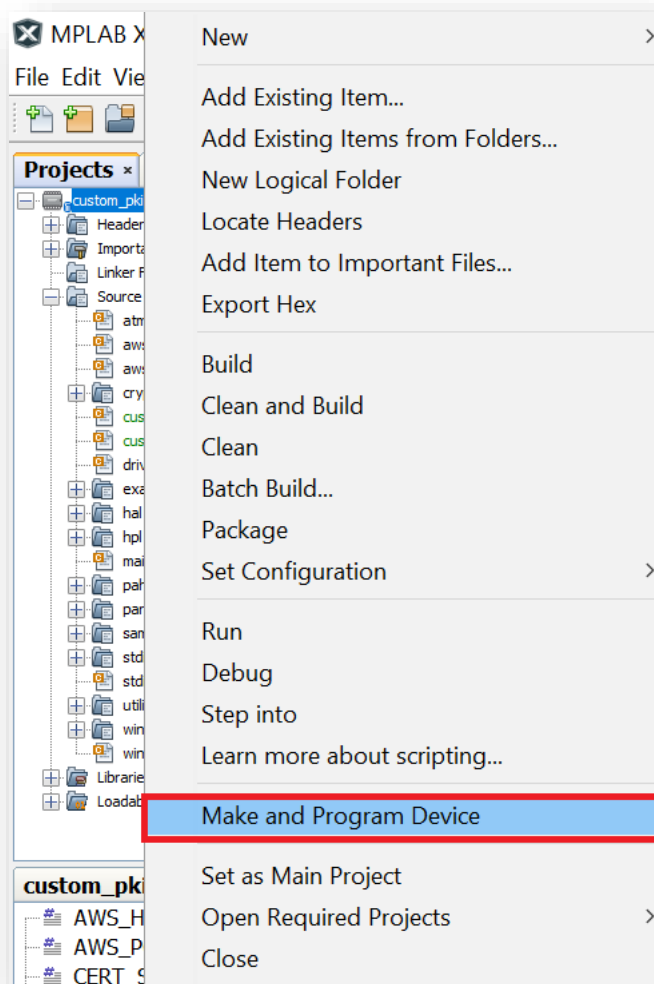 MPLAB X
File Edit Vie
Projects ×
custom_pki
Header
Importa
Linker F
Source
atm
aws
aws
cry
cus
cus
driv
exa
hal
hpl
mai
pah
par
sam
std
std
utili
win
win
Librarie
Loadab
custom_pki
AWS_H
AWS_P
CERT_S
New
Add Existing Item...
Add Existing Items from Folders...
New Logical Folder
Locate Headers
Add Item to Important Files...
Export Hex
Build
Clean and Build
Clean
Batch Build...
Package
Set Configuration
Run
Debug
Step into
Learn more about scripting...
Make and Program Device
Set as Main Project
Open Required Projects
Close